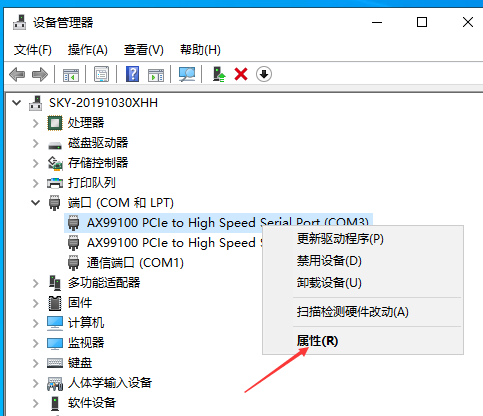 设备管理器
文件(F) 操作(A) 查看(V) 帮助(H)
SKY-20191030XHH
处理器
磁盘驱动器
存储控制器
打印队列
端口 (COM 和 LPT)
AX99100 PCIe to High Speed Serial Port (COM3)
AX99100 PCIe to High Speed
通信端口 (COM1)
多功能适配器
固件
计算机
监视器
键盘
人体学输入设备
软件设备
更新驱动程序(P)
禁用设备(D)
卸载设备(U)
扫描检测硬件改动(A)
属性(R)